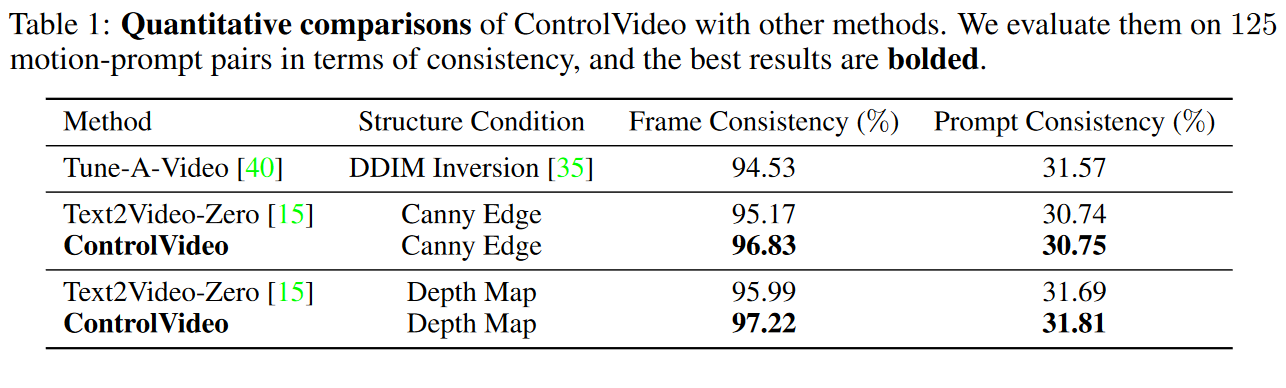 Table 1: Quantitative comparisons of ControlVideo with other methods. We evaluate them on 125
motion-prompt pairs in terms of consistency, and the best results are bolded.
Method Structure Condition Frame Consistency (%) Prompt Consistency (%)
Tune-A-Video [40] DDIM Inversion [35] 94.53 31.57
Text2Video-Zero [15] Canny Edge 95.17 30.74
ControlVideo Canny Edge 96.83 30.75
Text2Video-Zero [15] Depth Map 95.99 31.69
ControlVideo Depth Map 97.22 31.81